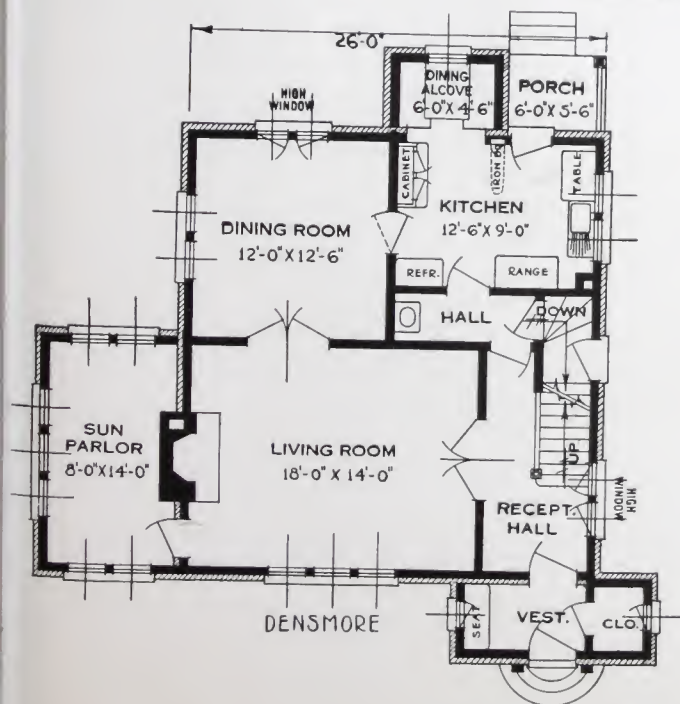 26'-0"
HIGH
WINDOW
DINING
ALCOVE
6'-0"X 4'-6"
PORCH
6'-0"X 5'-6"
CABINET
IRON BD.
TABLE
KITCHEN
12'-6"X 9'-0"
DINING ROOM
12'-0"X12'-6"
REFR.
RANGE
HALL
DOWN
SUN
PARLOR
8'-0"X14'-0"
LIVING ROOM
18'-0" X 14'-0"
UP
HIGH
WINDOW
RECEPT.
HALL
SEAT
VEST.
CLO.
DENSMORE